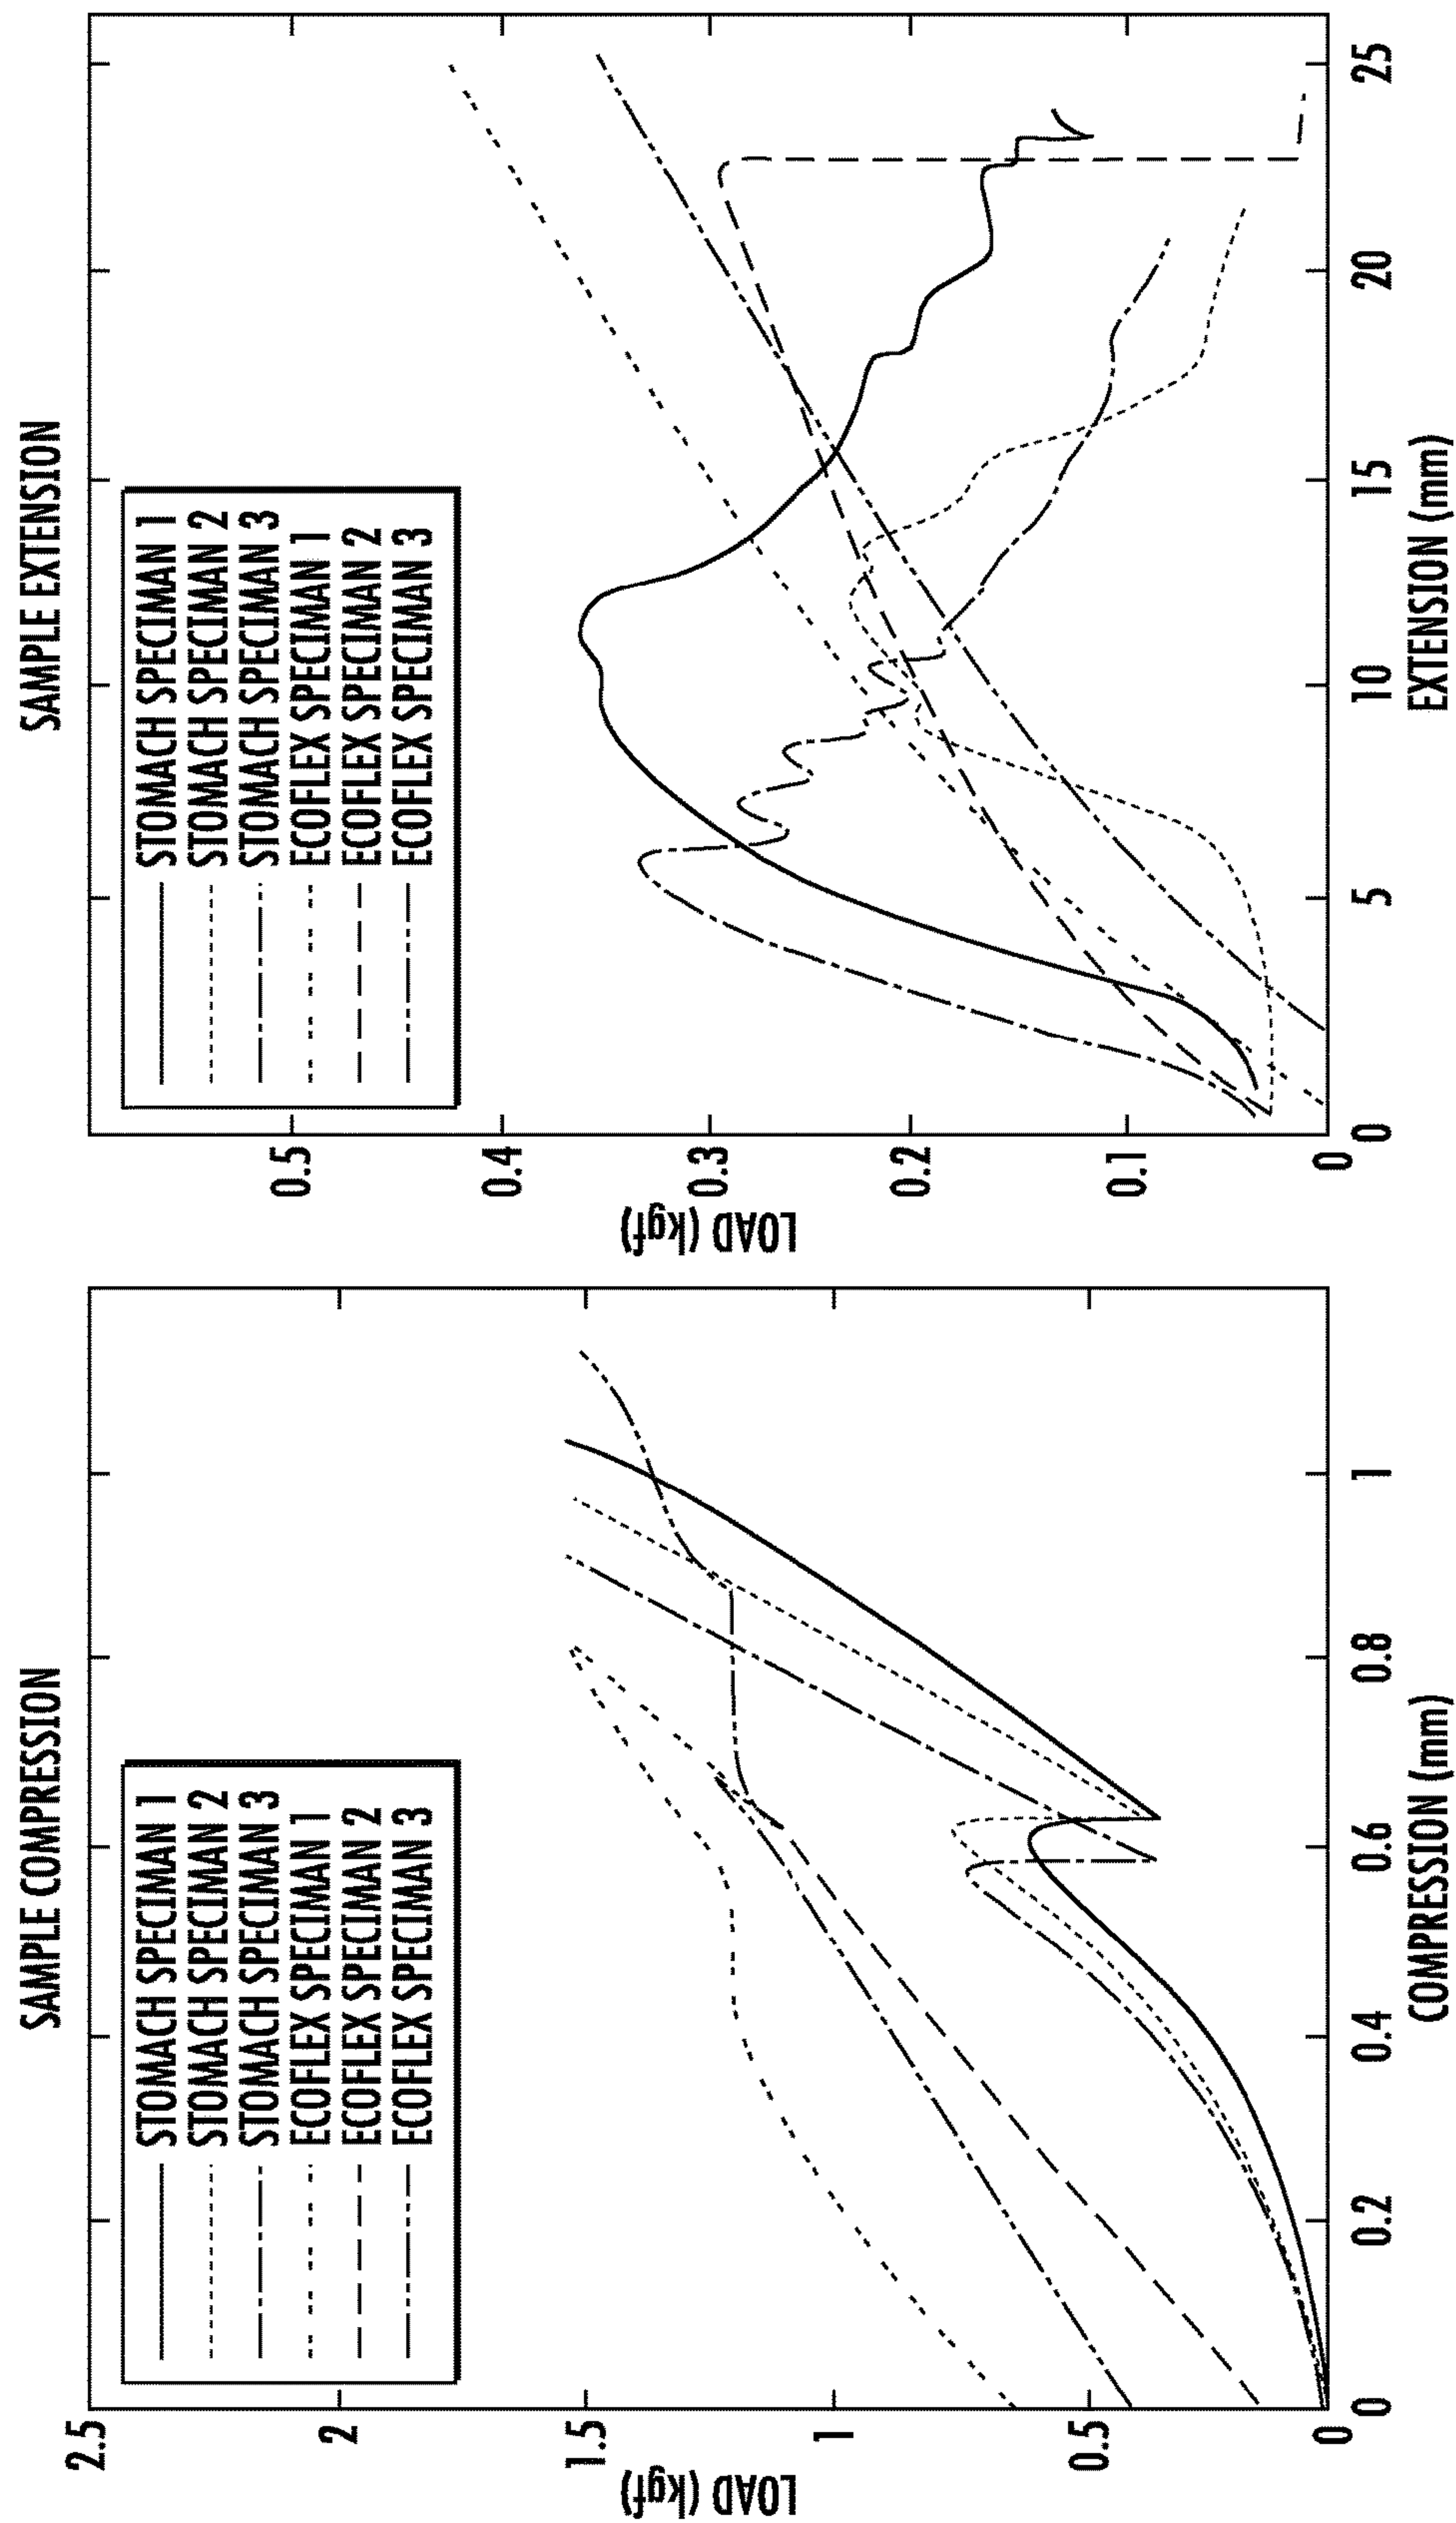 SAMPLE COMPRESSION
2.5
2
1.5
1
0.5
0
LOAD (kgf)
STOMACH SPECIMAN 1
STOMACH SPECIMAN 2
STOMACH SPECIMAN 3
ECOFLEX SPECIMAN 1
ECOFLEX SPECIMAN 2
ECOFLEX SPECIMAN 3
0 0.2 0.4 0.6 0.8 1
COMPRESSION (mm)
SAMPLE EXTENSION
0.5
0.4
0.3
0.2
0.1
0
LOAD (kgf)
STOMACH SPECIMAN 1
STOMACH SPECIMAN 2
STOMACH SPECIMAN 3
ECOFLEX SPECIMAN 1
ECOFLEX SPECIMAN 2
ECOFLEX SPECIMAN 3
0 5 10 15 20 25
EXTENSION (mm)